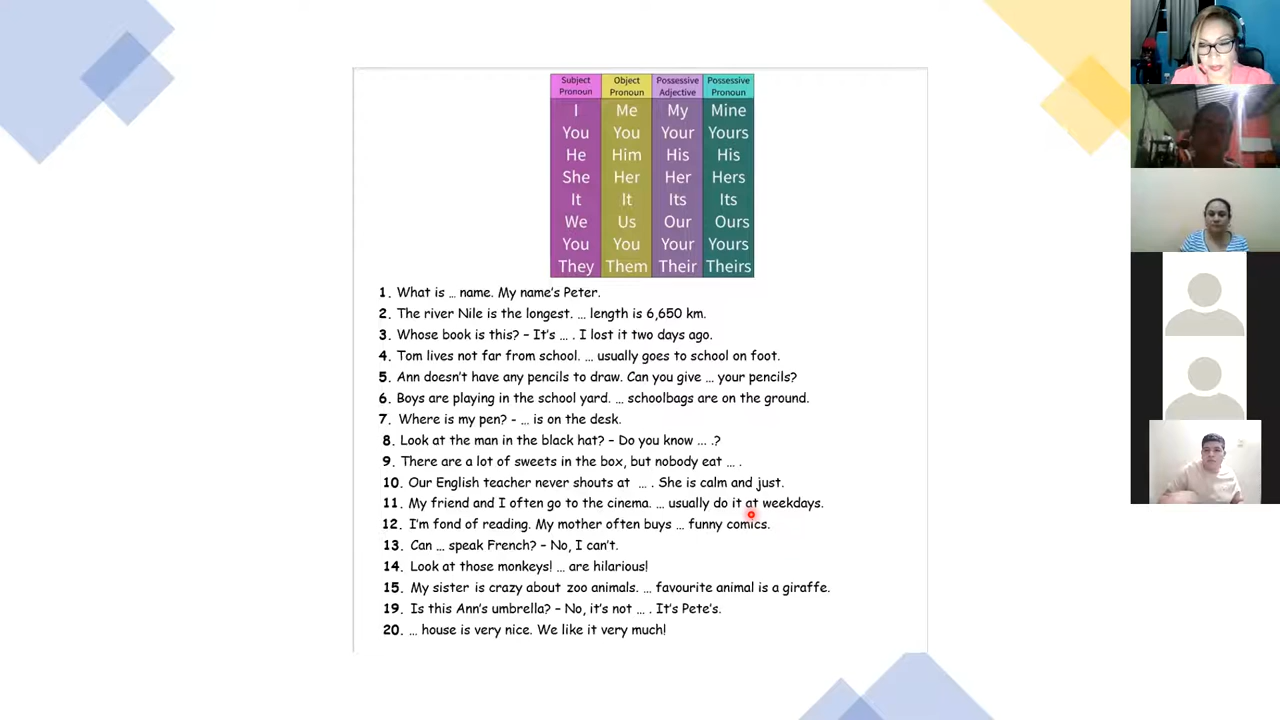 Subject Pronoun Object Pronoun Possessive Adjective Possessive Pronoun
I Me My Mine
You You Your Yours
He Him His His
She Her Her Hers
It It Its Its
We Us Our Ours
You You Your Yours
They Them Their Theirs
1. What is ... name. My name's Peter.
2. The river Nile is the longest. ... length is 6,650 km.
3. Whose book is this? – It's ... . I lost it two days ago.
4. Tom lives not far from school. ... usually goes to school on foot.
5. Ann doesn't have any pencils to draw. Can you give ... your pencils?
6. Boys are playing in the school yard. ... schoolbags are on the ground.
7. Where is my pen? - ... is on the desk.
8. Look at the man in the black hat? – Do you know ... .?
9. There are a lot of sweets in the box, but nobody eat ... .
10. Our English teacher never shouts at ... . She is calm and just.
11. My friend and I often go to the cinema. ... usually do it at weekdays.
12. I'm fond of reading. My mother often buys ... funny comics.
13. Can ... speak French? – No, I can't.
14. Look at those monkeys! ... are hilarious!
15. My sister is crazy about zoo animals. ... favourite animal is a giraffe.
19. Is this Ann's umbrella? – No, it's not ... . It's Pete's.
20. ... house is very nice. We like it very much!